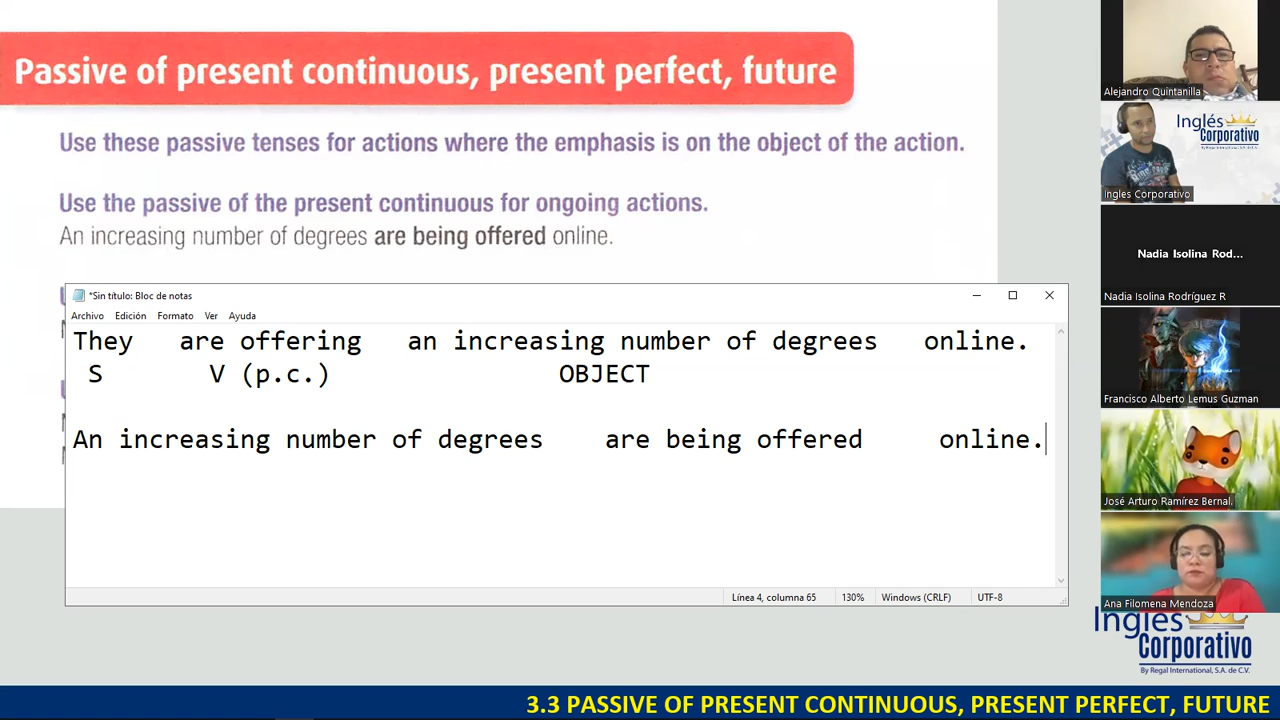 Passive of present continuous, present perfect, future
Use these passive tenses for actions where the emphasis is on the object of the action.
Use the passive of the present continuous for ongoing actions.
An increasing number of degrees are being offered online.
*Sin título: Bloc de notas
Archivo Edición Formato Ver Ayuda
They are offering an increasing number of degrees online.
S V (p.c.) OBJECT
An increasing number of degrees are being offered online.
Línea 4, columna 65 130% Windows (CRLF) UTF-8
Alejandro Quintanilla
Inglés
Corporativo
Ingles Corporativo
Nadia Isolina Rod...
Nadia Isolina Rodríguez R
Francisco Alberto Lemus Guzman
José Arturo Ramírez Bernal.
Ana Filomena Mendoza
Inglés
Corporativo
By Regal International, S.A. de C.V.
3.3 PASSIVE OF PRESENT CONTINUOUS, PRESENT PERFECT, FUTURE